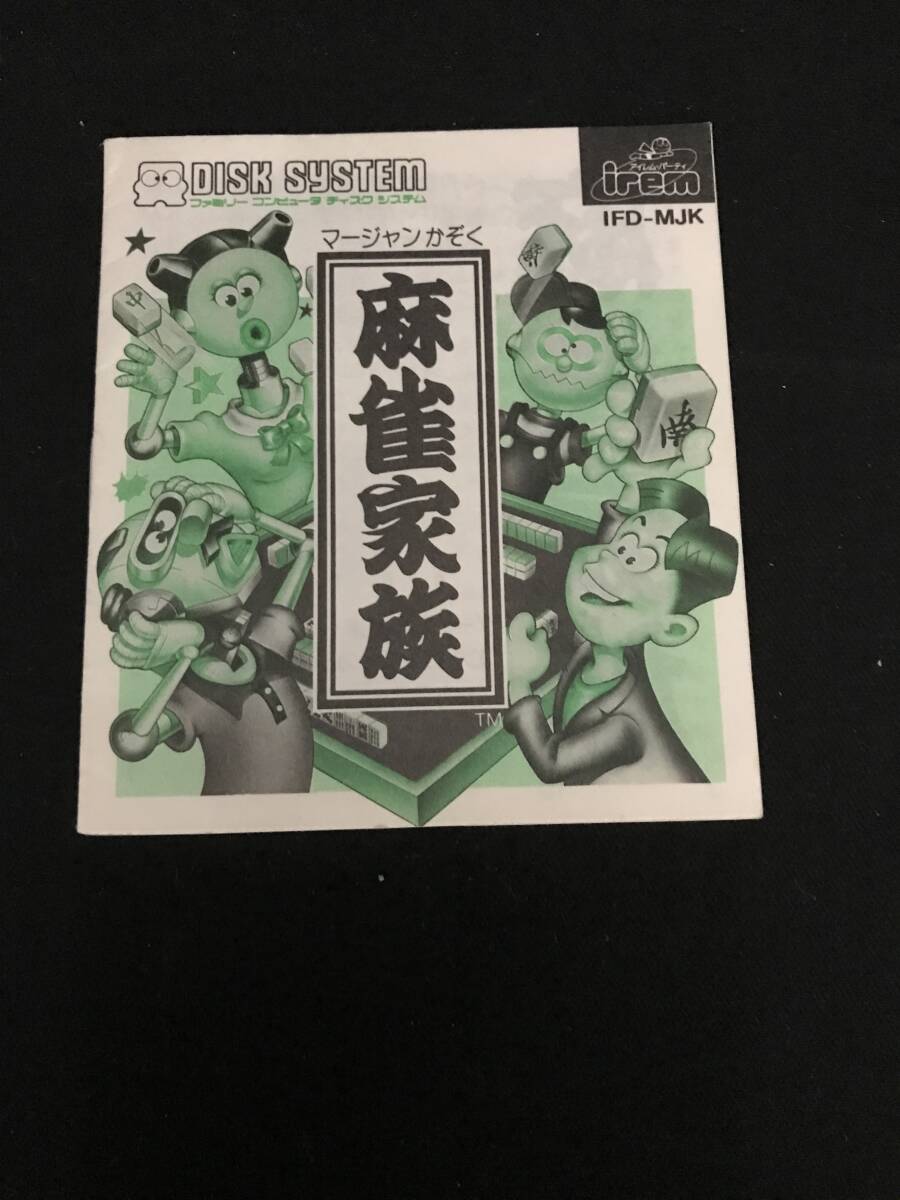 DISK SYSTEM
ファミリー コンピュータ ディスク システム
アイレムパーティ
irem
IFD-MJK
マージャンかぞく
麻雀家族
TM
中
南